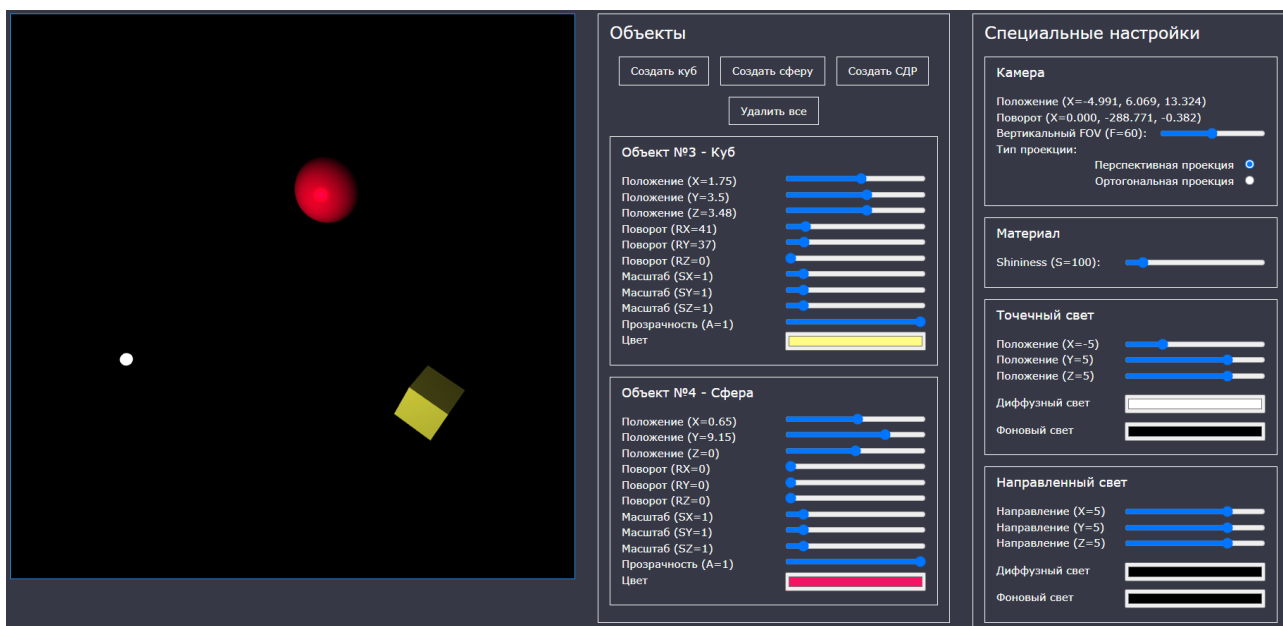 Объекты
Создать куб
Создать сферу
Создать СДР
Удалить все
Объект №3 - Куб
Положение (X=1.75)
Положение (Y=3.5)
Положение (Z=3.48)
Поворот (RX=41)
Поворот (RY=37)
Поворот (RZ=0)
Масштаб (SX=1)
Масштаб (SY=1)
Масштаб (SZ=1)
Прозрачность (A=1)
Цвет
Объект №4 - Сфера
Положение (X=0.65)
Положение (Y=9.15)
Положение (Z=0)
Поворот (RX=0)
Поворот (RY=0)
Поворот (RZ=0)
Масштаб (SX=1)
Масштаб (SY=1)
Масштаб (SZ=1)
Прозрачность (A=1)
Цвет
Специальные настройки
Камера
Положение (X=-4.991, 6.069, 13.324)
Поворот (X=0.000, -288.771, -0.382)
Вертикальный FOV (F=60):
Тип проекции:
Перспективная проекция
Ортогональная проекция
Материал
Shininess (S=100):
Точечный свет
Положение (X=-5)
Положение (Y=5)
Положение (Z=5)
Диффузный свет
Фоновый свет
Направленный свет
Направление (X=5)
Направление (Y=5)
Направление (Z=5)
Диффузный свет
Фоновый свет